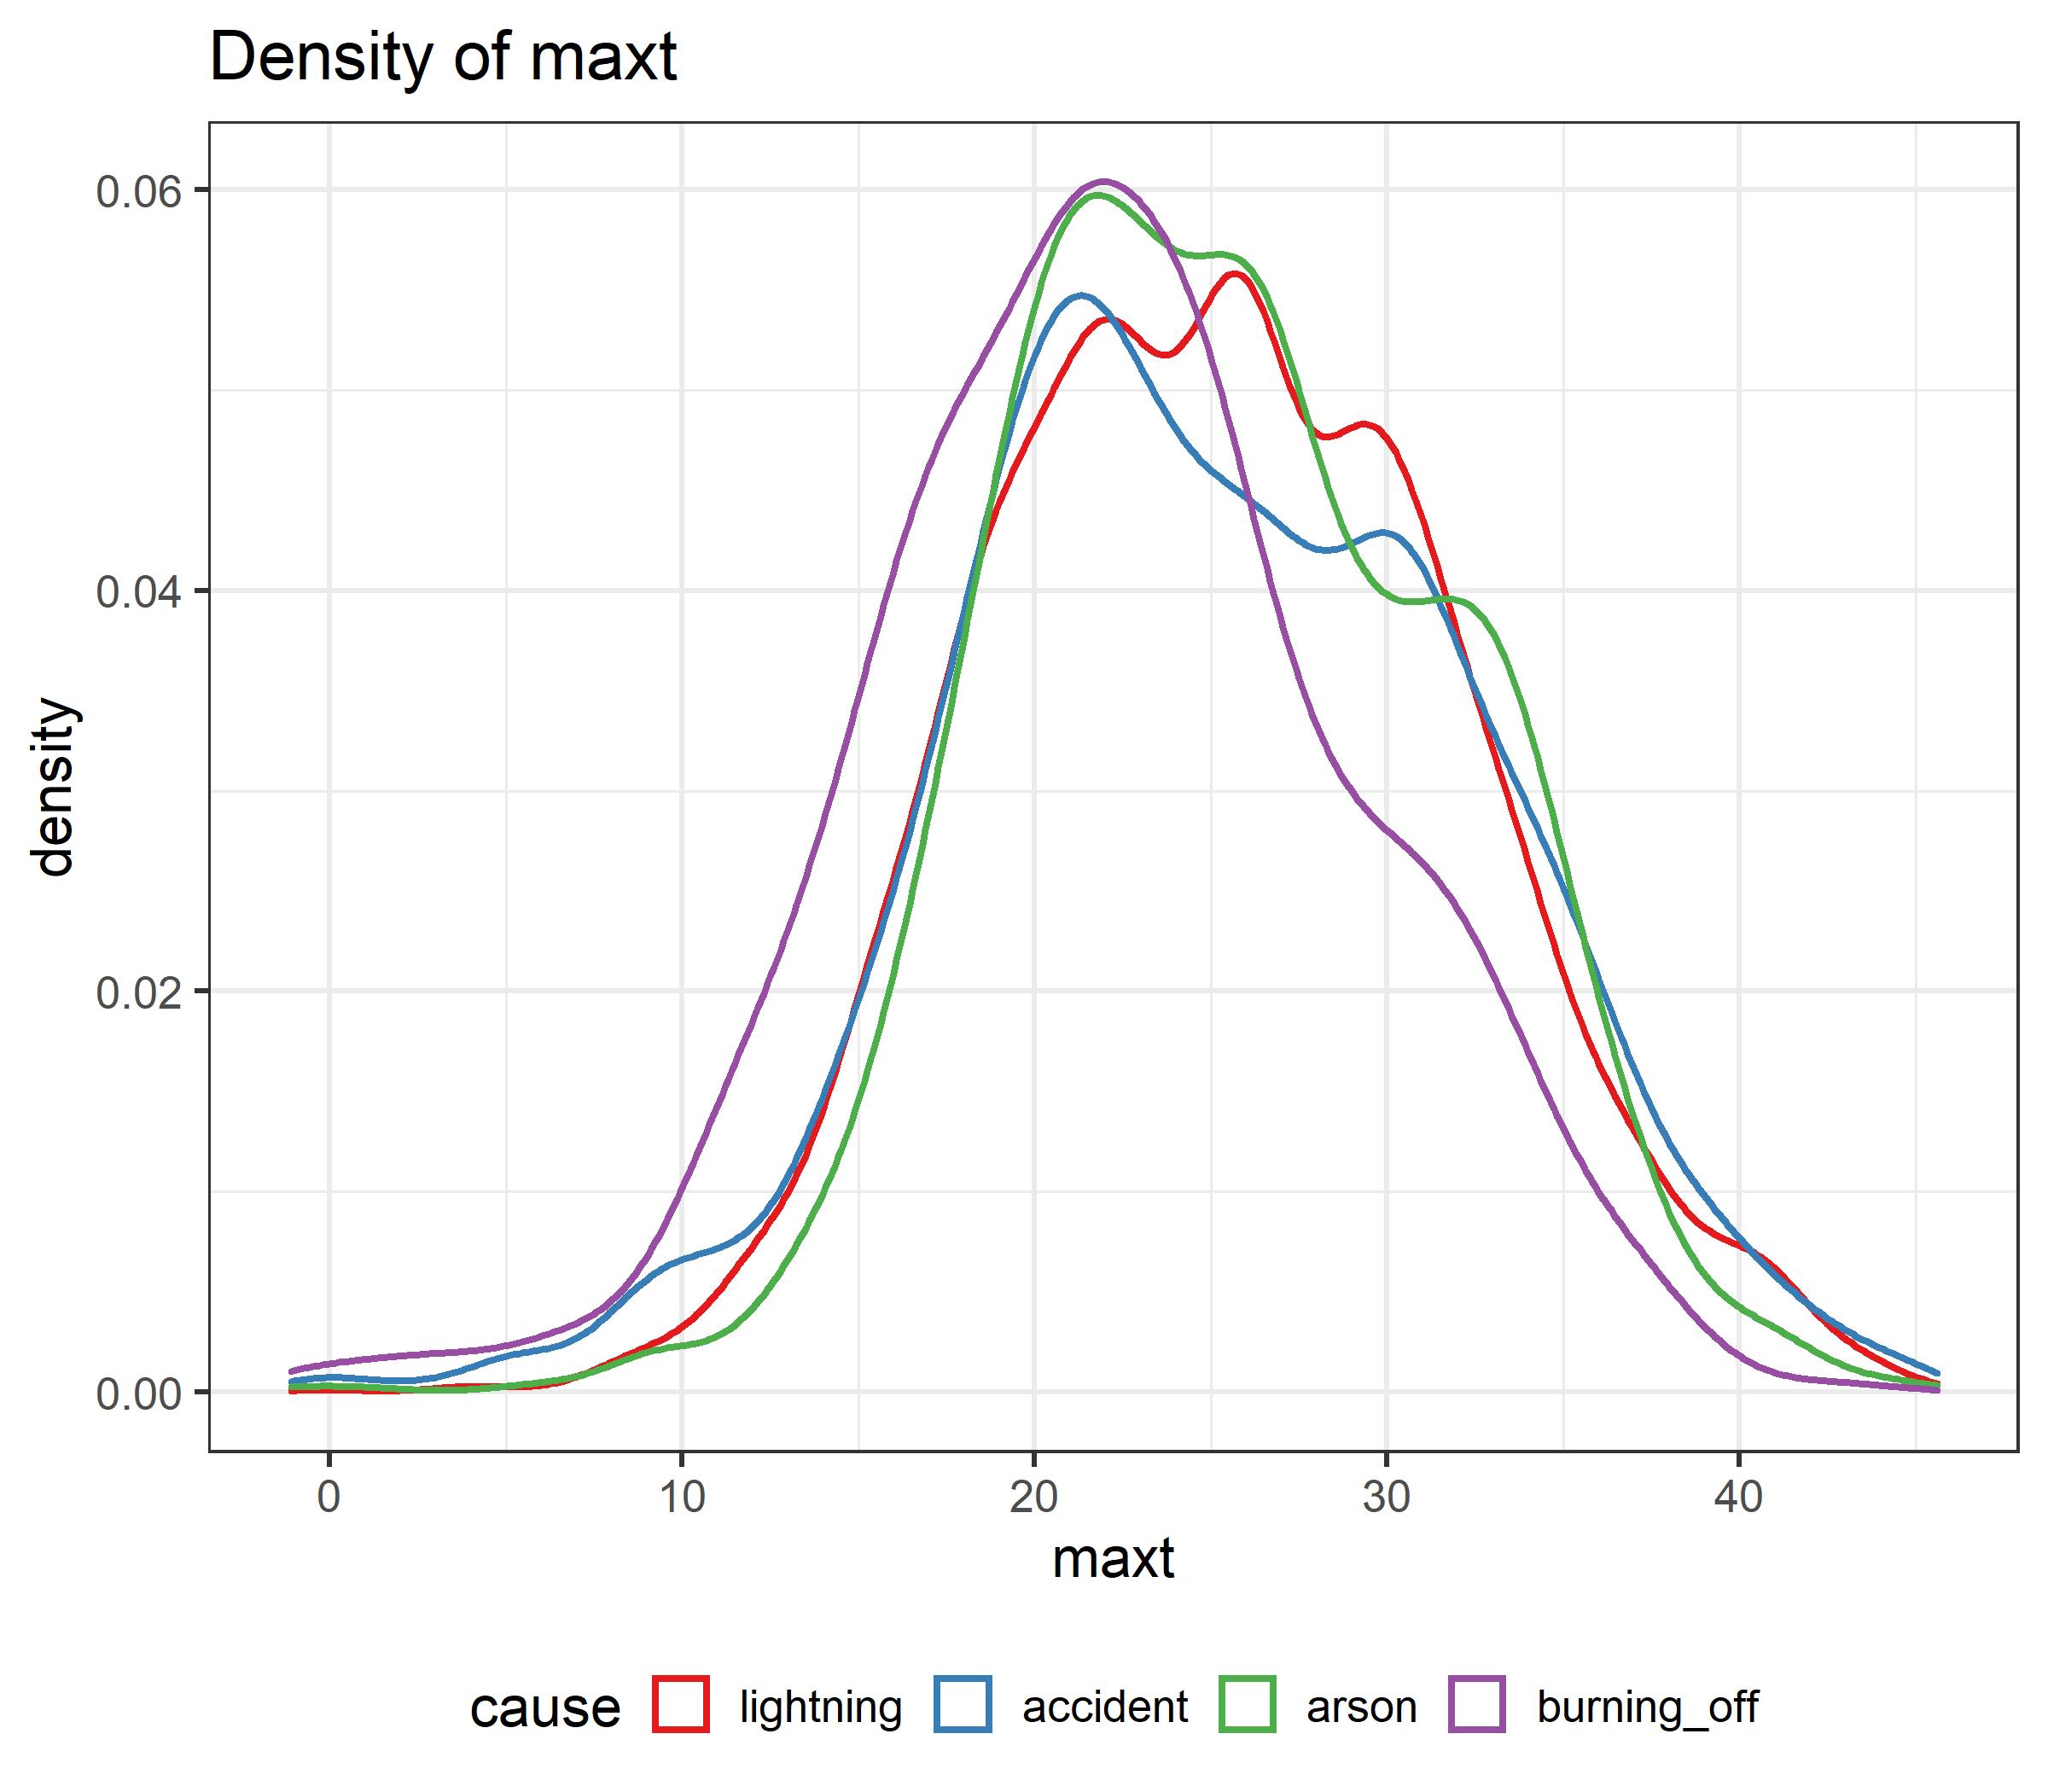 Density of maxt
density
0.06
0.04
0.02
0.00
0 10 20 30 40
maxt
cause lightning accident arson burning_off